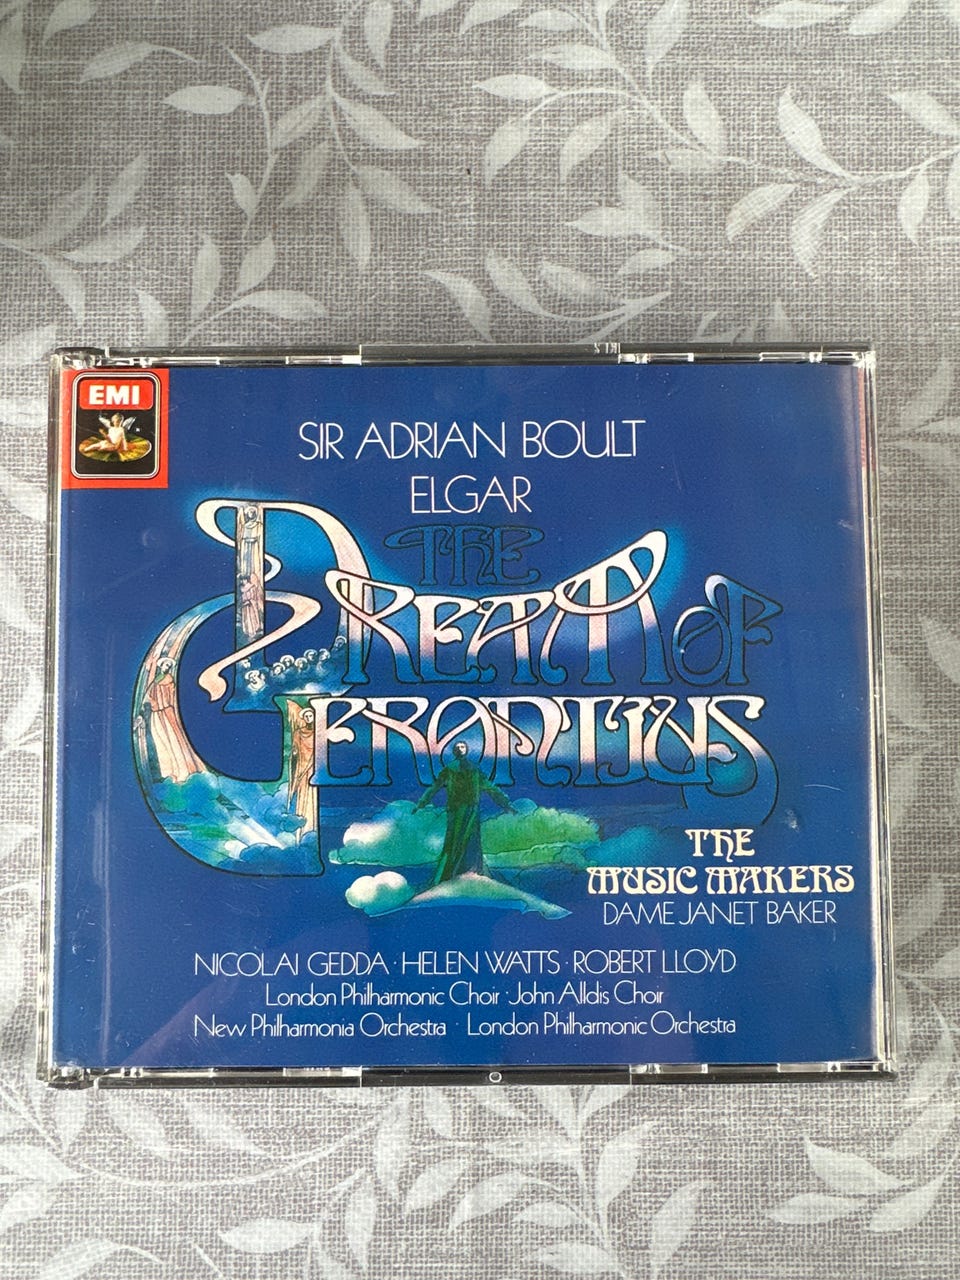 EMI
SIR ADRIAN BOULT
ELGAR
THE
DREAM OF
GERONTIUS
THE
MUSIC MAKERS
DAME JANET BAKER
NICOLAI GEDDA · HELEN WATTS · ROBERT LLOYD
London Philharmonic Choir · John Alldis Choir
New Philharmonia Orchestra · London Philharmonic Orchestra